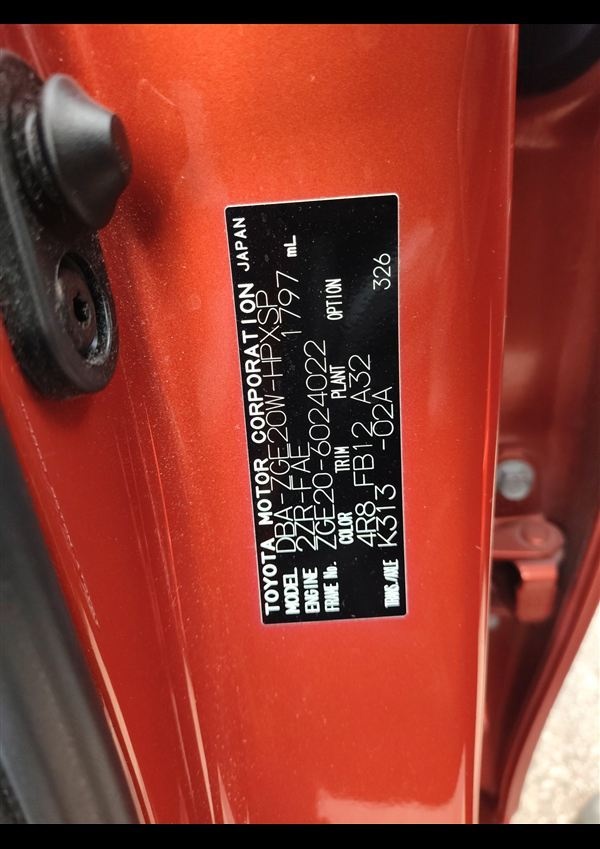 TOYOTA MOTOR CORPORATION JAPAN
MODEL DBA-ZGE20W-HPXSP
ENGINE 2ZR-FAE 1797 mL
FRAME No. ZGE20-6024022
COLOR TRIM PLANT OPTION
4R8 FB12 A32
TRANS./AXLE K313 -02A 326